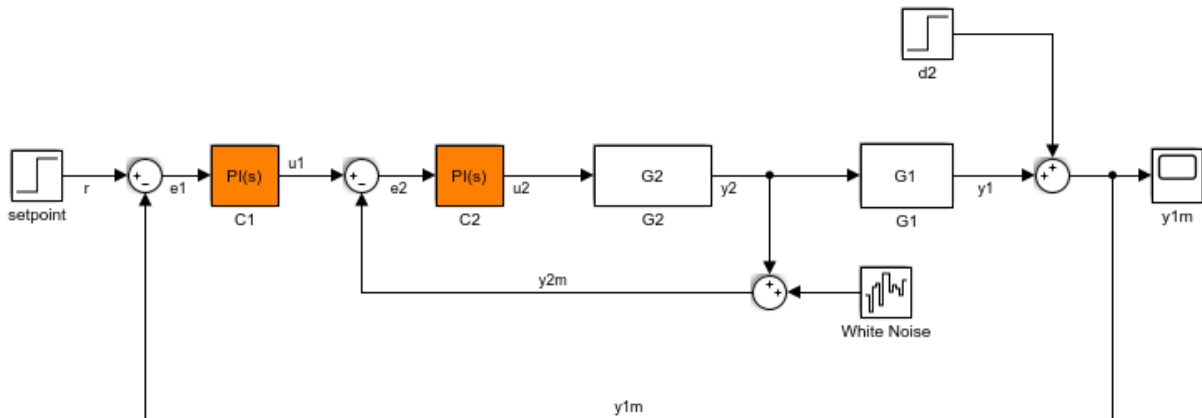 d2
r
setpoint
e1
PI(s)
C1
u1
e2
PI(s)
C2
u2
G2
G2
y2
G1
G1
y1
y1m
y2m
White Noise
y1m